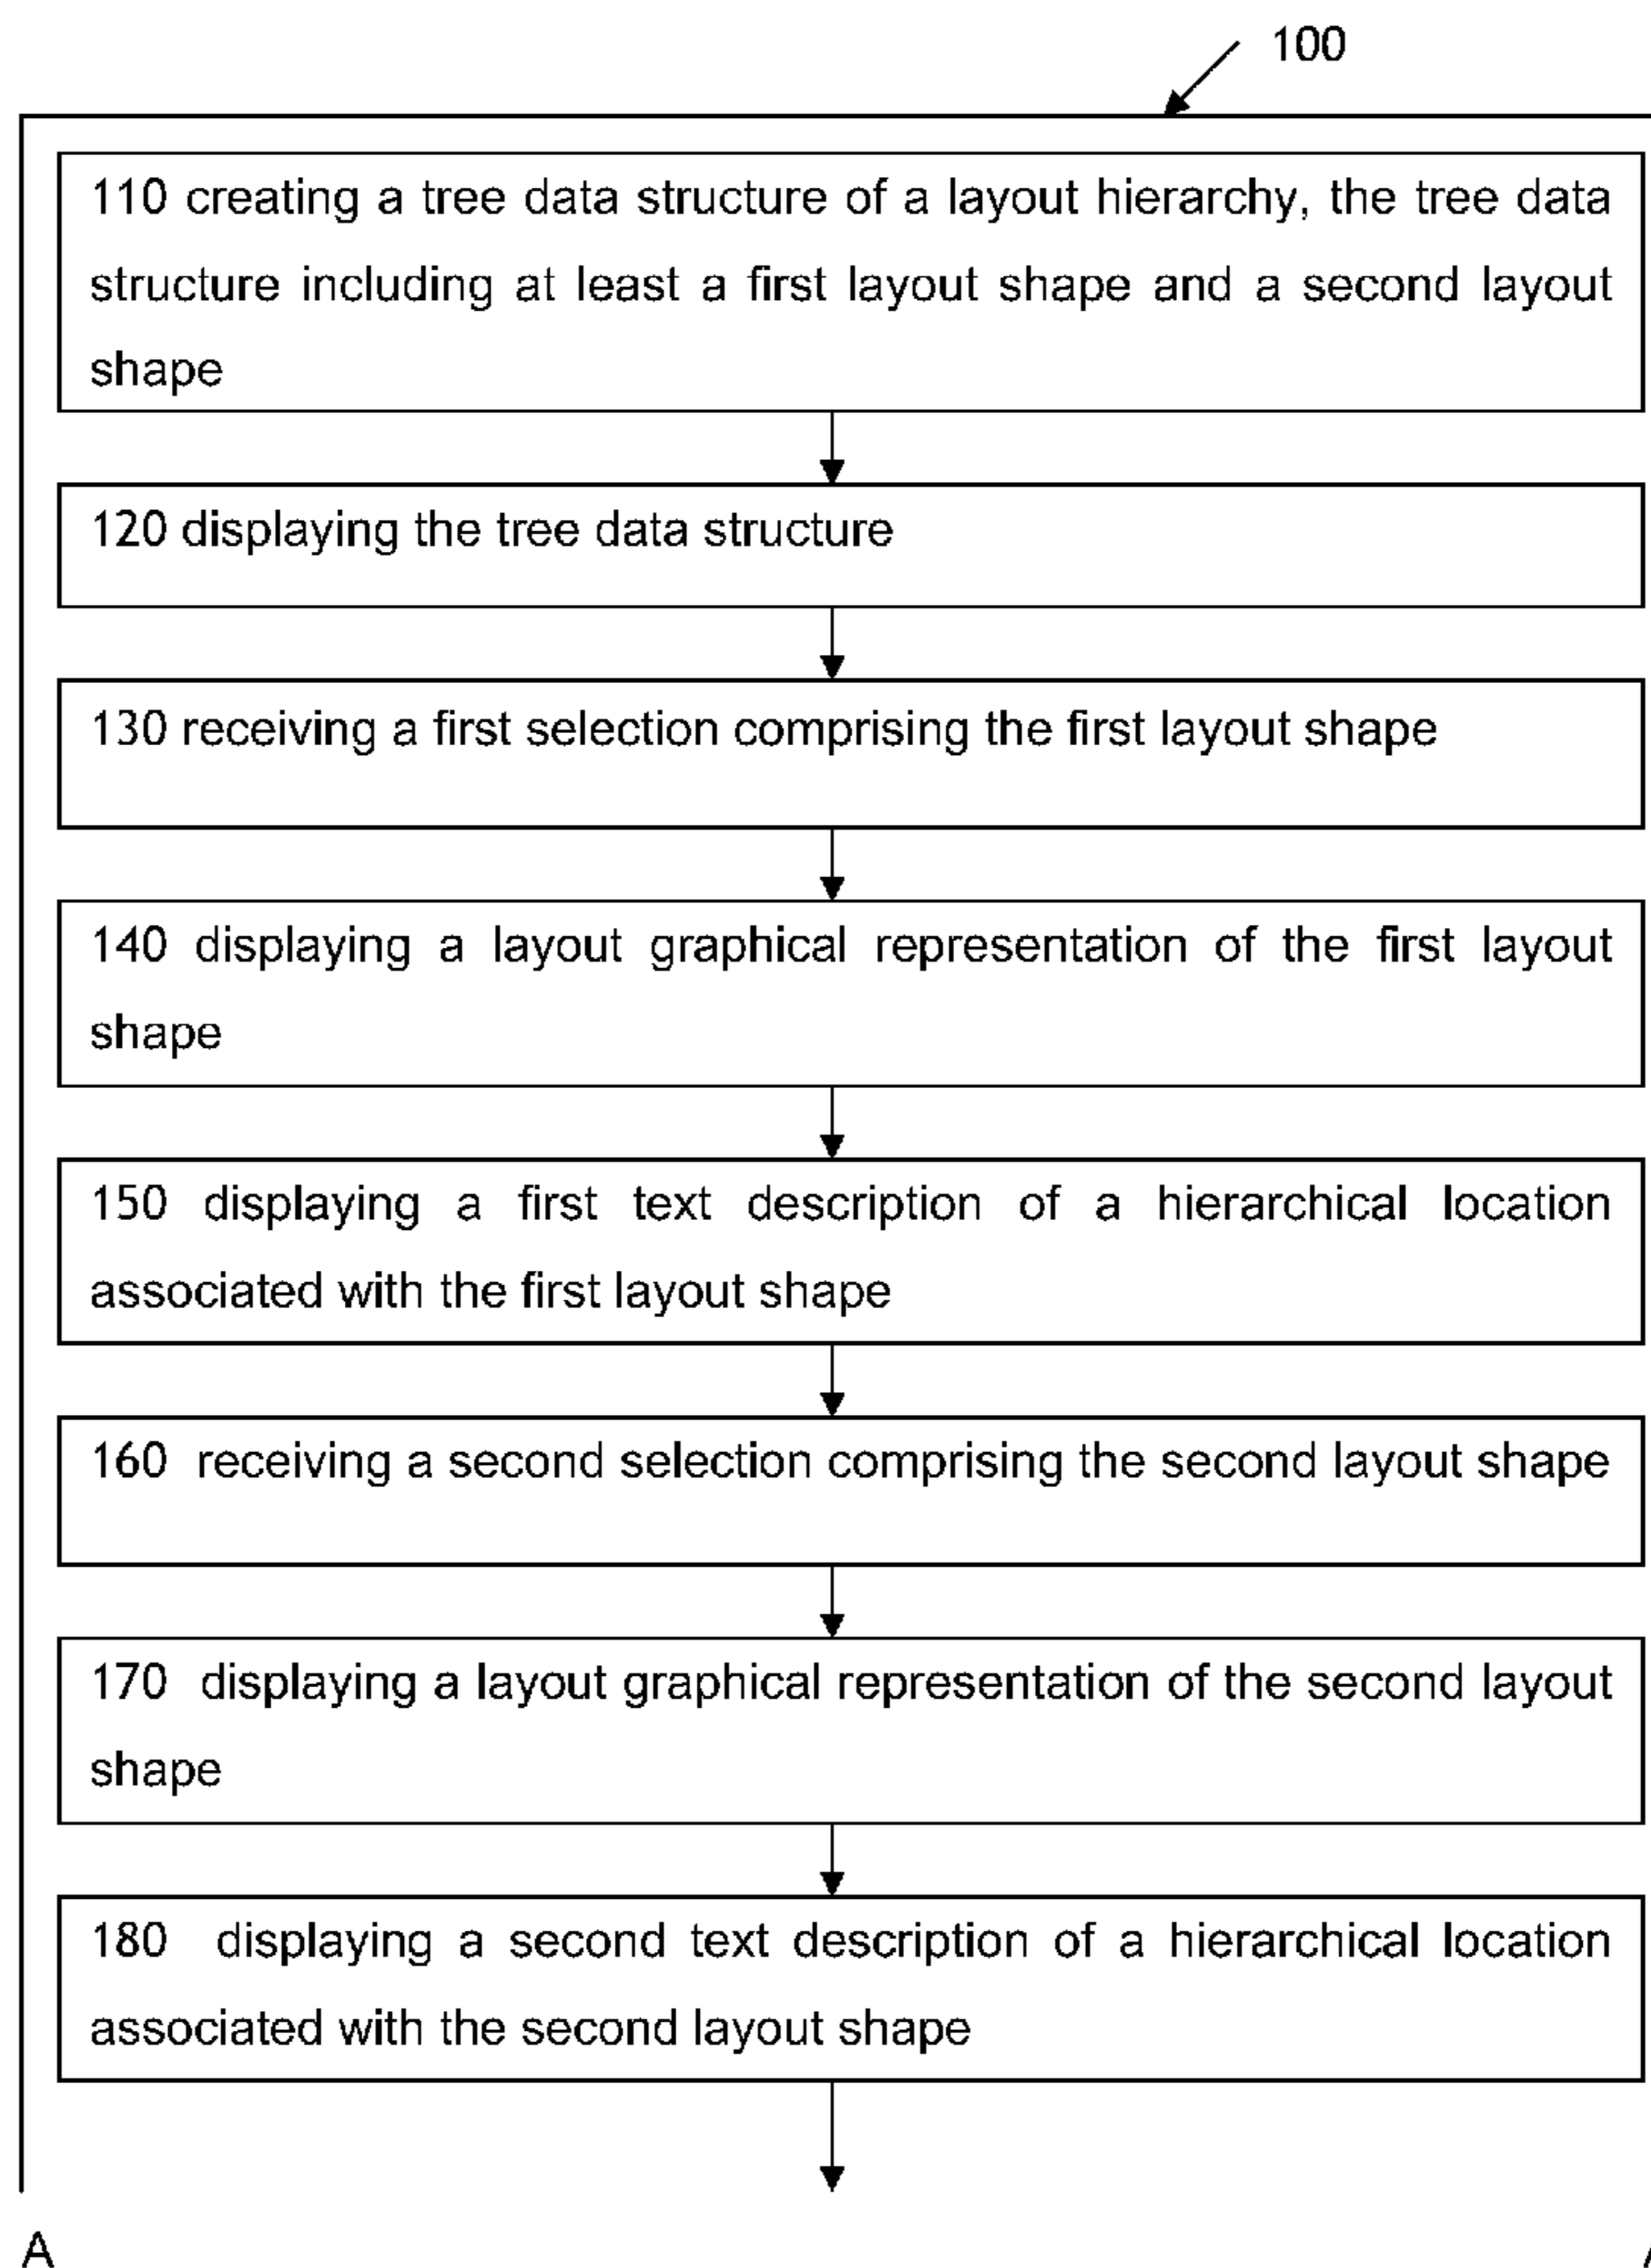 100
110 creating a tree data structure of a layout hierarchy, the tree data
structure including at least a first layout shape and a second layout
shape
120 displaying the tree data structure
130 receiving a first selection comprising the first layout shape
140 displaying a layout graphical representation of the first layout
shape
150 displaying a first text description of a hierarchical location
associated with the first layout shape
160 receiving a second selection comprising the second layout shape
170 displaying a layout graphical representation of the second layout
shape
180 displaying a second text description of a hierarchical location
associated with the second layout shape
A